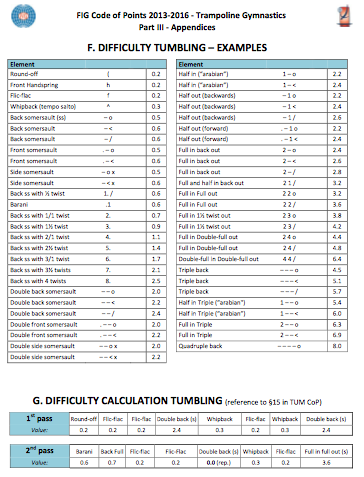 FIG Code of Points 2013-2016 - Trampoline Gymnastics
Part III - Appendices
F. DIFFICULTY TUMBLING – EXAMPLES
Element
Round-off ( 0.2
Front Handspring h 0.2
Flic-flac f 0.2
Whipback (tempo salto) ^ 0.3
Back somersault (ss) – o 0.5
Back somersault – < 0.6
Back somersault – / 0.6
Front somersault . – o 0.5
Front somersault . – < 0.6
Side somersault – o x 0.5
Side somersault – < x 0.6
Back ss with ½ twist 1. / 0.6
Barani .1 0.6
Back ss with 1/1 twist 2. 0.7
Back ss with 1½ twist 3. 0.9
Back ss with 2/1 twist 4. 1.1
Back ss with 2½ twist 5. 1.4
Back ss with 3/1 twist 6. 1.7
Back ss with 3½ twists 7. 2.1
Back ss with 4 twists 8. 2.5
Double back somersault – – o 2.0
Double back somersault – – < 2.2
Double back somersault – – / 2.4
Double front somersault . – – o 2.0
Double front somersault . – – < 2.2
Double side somersault – – o x 2.0
Double side somersault – – < x 2.2
Element
Half in ("arabian") 1 – o 2.2
Half in ("arabian") 1 – < 2.4
Half out (backwards) – 1 o 2.2
Half out (backwards) – 1 < 2.4
Half out (backwards) – 1 / 2.6
Half out (forward) . – 1 o 2.2
Half out (forward) . – 1 < 2.4
Full in back out 2 – o 2.4
Full in back out 2 – < 2.6
Full in back out 2 – / 2.8
Full and half in back out 2 1 / 3.2
Full in Full out 2 2 o 3.2
Full in Full out 2 2 / 3.6
Full in 1½ twist out 2 3 o 3.8
Full in 1½ twist out 2 3 / 4.2
Full in Double-full out 2 4 o 4.4
Full in Double-full out 2 4 / 4.8
Double-full in Double-full out 4 4 / 6.4
Triple back – – – o 4.5
Triple back – – – < 5.1
Triple back – – – / 5.7
Half in Triple ("arabian") 1 – – o 5.4
Half in Triple ("arabian") 1 – – < 6.0
Full in Triple 2 – – o 6.3
Full in Triple 2 – – < 6.9
Quadruple back – – – – o 8.0
G. DIFFICULTY CALCULATION TUMBLING (reference to §15 in TUM CoP)
1st pass Round-off Flic-flac Flic-flac Double back (s) Whipback Flic-flac Whipback Double back (s)
Value: 0.2 0.2 0.2 2.4 0.3 0.2 0.3 2.4
2nd pass Barani Back Full Flic-flac Flic-Flac Double back (s) Whipback Flic-flac Full in full out (s)
Value: 0.6 0.7 0.2 0.2 0.0 (rep.) 0.3 0.2 3.6